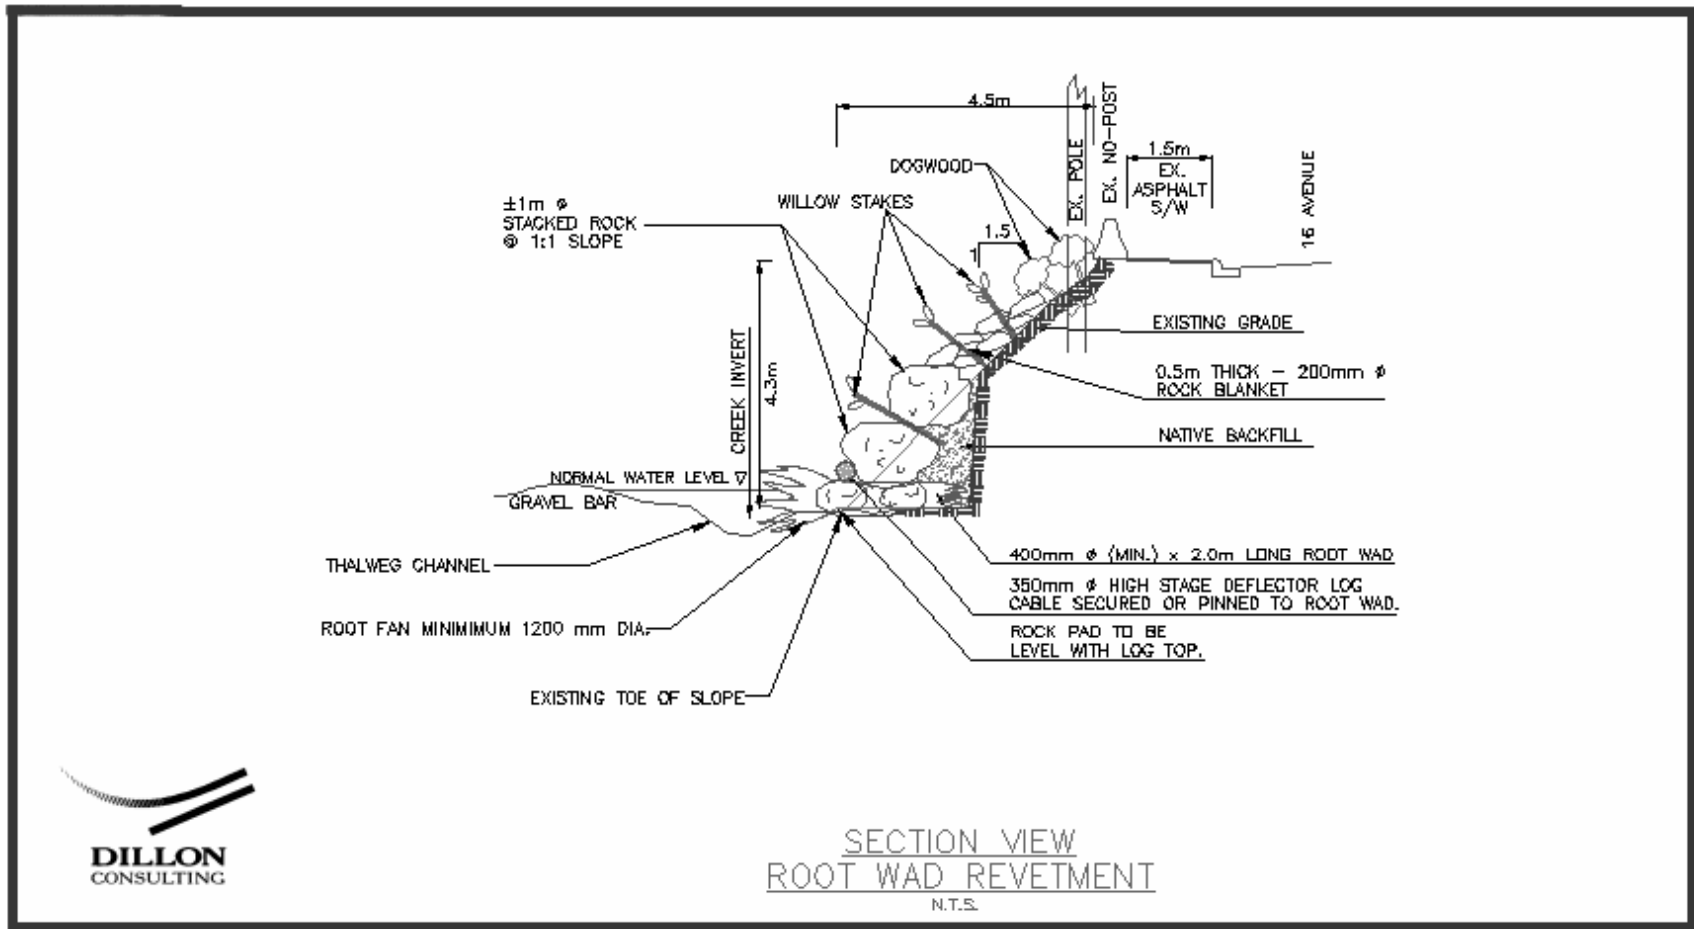 4.5m
EX. POLE
EX. NO-POST
1.5m
EX.
ASPHALT
S/W
16 AVENUE
DOGWOOD
WILLOW STAKES
±1m ø
STACKED ROCK
@ 1:1 SLOPE
1.5
1
EXISTING GRADE
CREEK INVERT
4.3m
0.5m THICK - 200mm ø
ROCK BLANKET
NATIVE BACKFILL
NORMAL WATER LEVEL
GRAVEL BAR
THALWEG CHANNEL
400mm ø (MIN.) x 2.0m LONG ROOT WAD
350mm ø HIGH STAGE DEFLECTOR LOG
CABLE SECURED OR PINNED TO ROOT WAD.
ROOT FAN MINIMIMUM 1200 mm DIA.
ROCK PAD TO BE
LEVEL WITH LOG TOP.
EXISTING TOE OF SLOPE
DILLON
CONSULTING
SECTION VIEW
ROOT WAD REVETMENT
N.T.S.